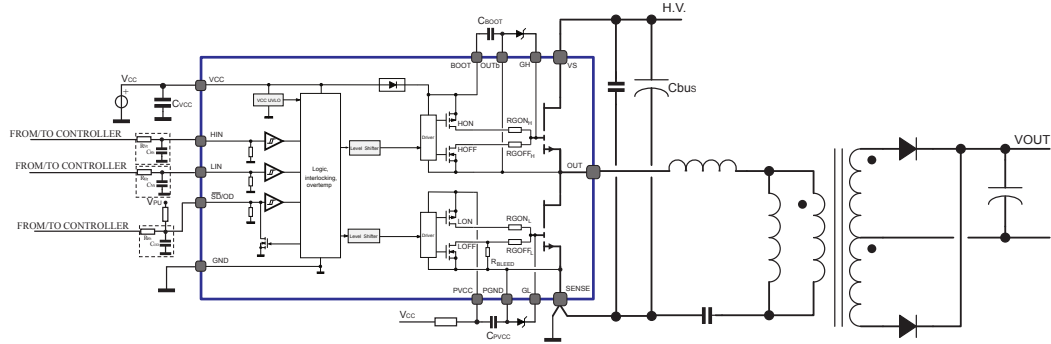 H.V.
CBOOT
BOOT OUTb GH VS
VCC
VCC
CVCC
VCC UVLO
Cbus
FROM/TO CONTROLLER
HIN
HON
RGONH
Driver
Level Shifter
HOFF
RGOFFH
FROM/TO CONTROLLER
LIN
Logic,
interlocking,
overtemp
OUT
VOUT
SD/OD
VPU
FROM/TO CONTROLLER
LON
RGONL
Driver
Level Shifter
LOFF
RGOFFL
RBLEED
GND
PVCC PGND GL SENSE
VCC
CPVCC